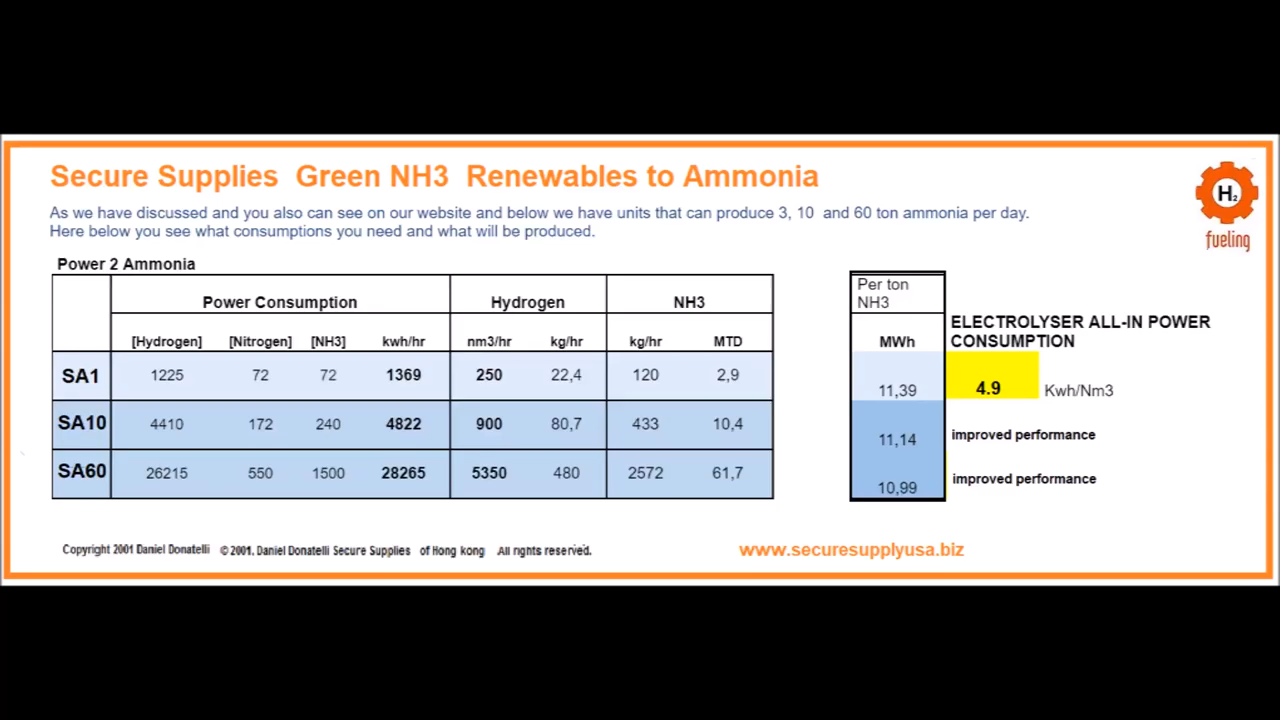 Secure Supplies Green NH3 Renewables to Ammonia
H2
fueling
As we have discussed and you also can see on our website and below we have units that can produce 3, 10 and 60 ton ammonia per day.
Here below you see what consumptions you need and what will be produced.
Power 2 Ammonia
Power Consumption Hydrogen NH3
[Hydrogen] [Nitrogen] [NH3] kwh/hr nm3/hr kg/hr kg/hr MTD
SA1 1225 72 72 1369 250 22,4 120 2,9
SA10 4410 172 240 4822 900 80,7 433 10,4
SA60 26215 550 1500 28265 5350 480 2572 61,7
Per ton
NH3
MWh
11,39
11,14
10,99
ELECTROLYSER ALL-IN POWER
CONSUMPTION
4.9 Kwh/Nm3
improved performance
improved performance
Copyright 2001 Daniel Donatelli © 2001, Daniel Donatelli Secure Supplies of Hong kong All rights reserved.
www.securesupplyusa.biz